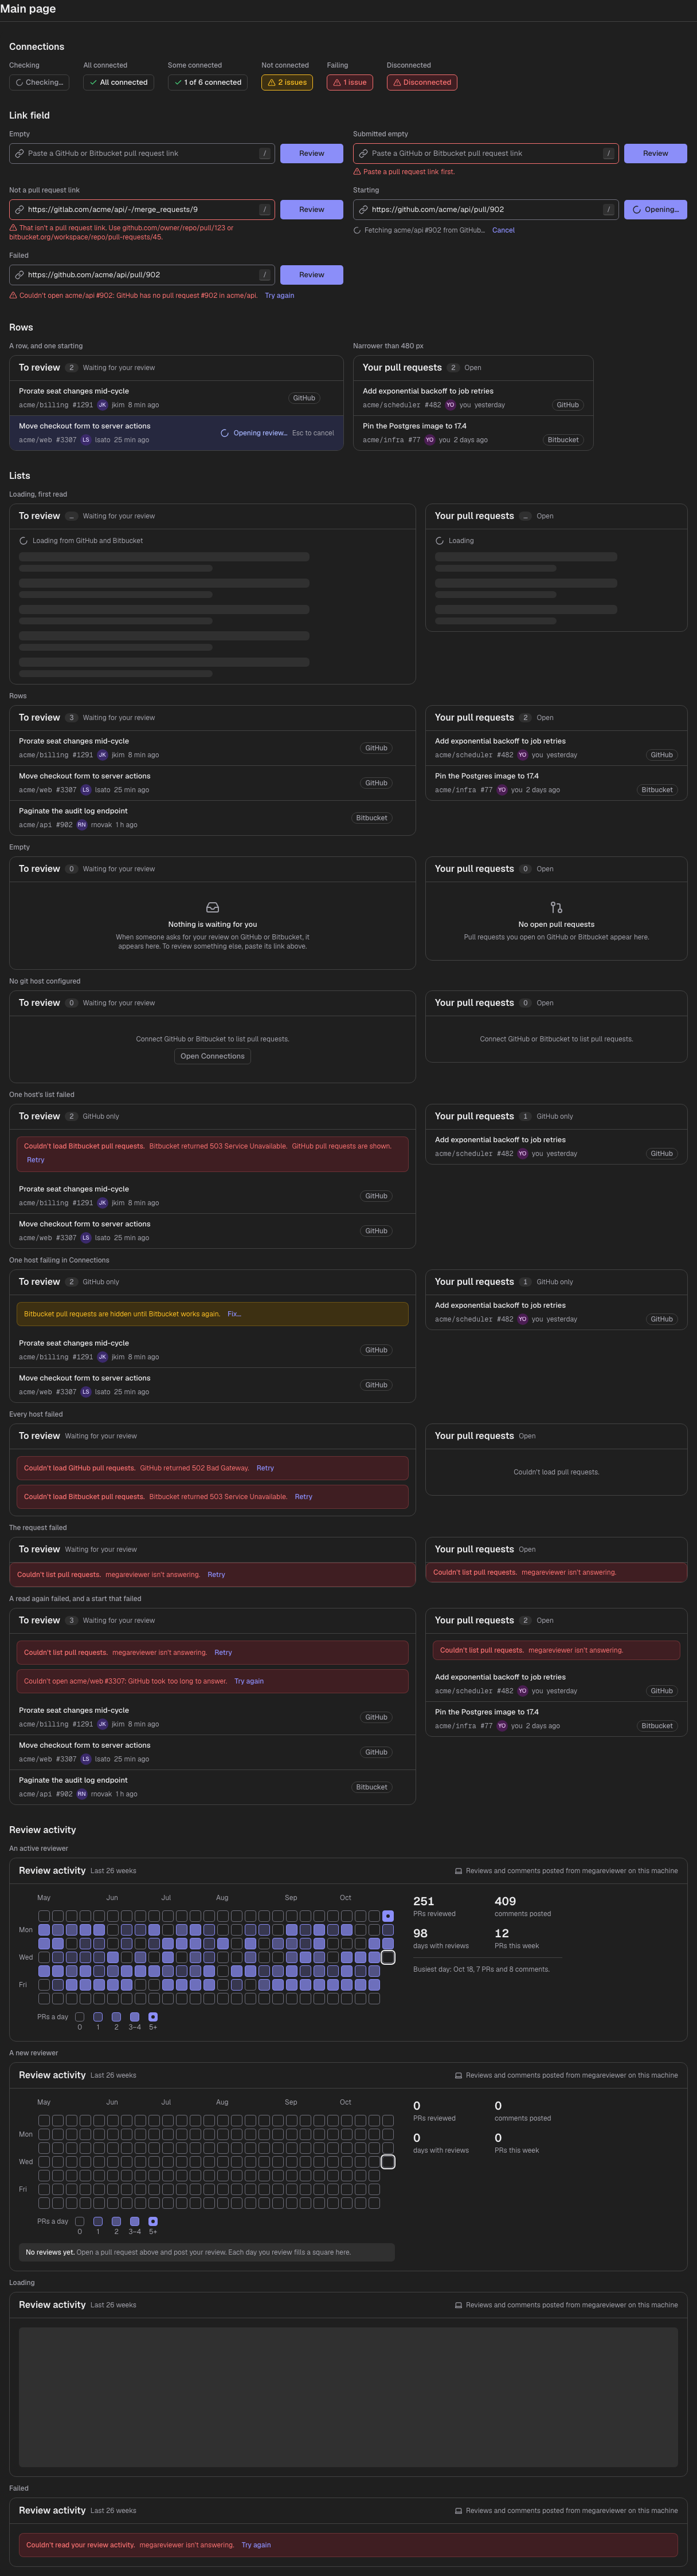 Main page
Connections
Checking
All connected
Some connected
Not connected
Failing
Disconnected
Checking…
All connected
1 of 6 connected
2 issues
1 issue
Disconnected
Link field
Empty
Paste a GitHub or Bitbucket pull request link
/
Review
Submitted empty
Paste a GitHub or Bitbucket pull request link
/
Review
Paste a pull request link first.
Not a pull request link
https://gitlab.com/acme/api/-/merge_requests/9
/
Review
That isn't a pull request link. Use github.com/owner/repo/pull/123 or
bitbucket.org/workspace/repo/pull-requests/45.
Starting
https://github.com/acme/api/pull/902
/
Opening…
Fetching acme/api #902 from GitHub… Cancel
Failed
https://github.com/acme/api/pull/902
/
Review
Couldn't open acme/api #902: GitHub has no pull request #902 in acme/api. Try again
Rows
A row, and one starting
To review 2 Waiting for your review
Prorate seat changes mid-cycle
acme/billing #1291 JK jkim 8 min ago
GitHub
Move checkout form to server actions
acme/web #3307 LS lsato 25 min ago
Opening review… Esc to cancel
Narrower than 480 px
Your pull requests 2 Open
Add exponential backoff to job retries
acme/scheduler #482 YO you yesterday
GitHub
Pin the Postgres image to 17.4
acme/infra #77 YO you 2 days ago
Bitbucket
Lists
Loading, first read
To review … Waiting for your review
Loading from GitHub and Bitbucket
Your pull requests … Open
Loading
Rows
To review 3 Waiting for your review
Prorate seat changes mid-cycle
acme/billing #1291 JK jkim 8 min ago
GitHub
Move checkout form to server actions
acme/web #3307 LS lsato 25 min ago
GitHub
Paginate the audit log endpoint
acme/api #902 RN rnovak 1 h ago
Bitbucket
Your pull requests 2 Open
Add exponential backoff to job retries
acme/scheduler #482 YO you yesterday
GitHub
Pin the Postgres image to 17.4
acme/infra #77 YO you 2 days ago
Bitbucket
Empty
To review 0 Waiting for your review
Nothing is waiting for you
When someone asks for your review on GitHub or Bitbucket, it
appears here. To review something else, paste its link above.
Your pull requests 0 Open
No open pull requests
Pull requests you open on GitHub or Bitbucket appear here.
No git host configured
To review 0 Waiting for your review
Connect GitHub or Bitbucket to list pull requests.
Open Connections
Your pull requests 0 Open
Connect GitHub or Bitbucket to list pull requests.
One host's list failed
To review 2 GitHub only
Couldn't load Bitbucket pull requests. Bitbucket returned 503 Service Unavailable. GitHub pull requests are shown.
Retry
Prorate seat changes mid-cycle
acme/billing #1291 JK jkim 8 min ago
GitHub
Move checkout form to server actions
acme/web #3307 LS lsato 25 min ago
GitHub
Your pull requests 1 GitHub only
Add exponential backoff to job retries
acme/scheduler #482 YO you yesterday
GitHub
One host failing in Connections
To review 2 GitHub only
Bitbucket pull requests are hidden until Bitbucket works again. Fix…
Prorate seat changes mid-cycle
acme/billing #1291 JK jkim 8 min ago
GitHub
Move checkout form to server actions
acme/web #3307 LS lsato 25 min ago
GitHub
Your pull requests 1 GitHub only
Add exponential backoff to job retries
acme/scheduler #482 YO you yesterday
GitHub
Every host failed
To review Waiting for your review
Couldn't load GitHub pull requests. GitHub returned 502 Bad Gateway. Retry
Couldn't load Bitbucket pull requests. Bitbucket returned 503 Service Unavailable. Retry
Your pull requests Open
Couldn't load pull requests.
The request failed
To review Waiting for your review
Couldn't list pull requests. megareviewer isn't answering. Retry
Your pull requests Open
Couldn't list pull requests. megareviewer isn't answering.
A read again failed, and a start that failed
To review 3 Waiting for your review
Couldn't list pull requests. megareviewer isn't answering. Retry
Couldn't open acme/web #3307: GitHub took too long to answer. Try again
Prorate seat changes mid-cycle
acme/billing #1291 JK jkim 8 min ago
GitHub
Move checkout form to server actions
acme/web #3307 LS lsato 25 min ago
GitHub
Paginate the audit log endpoint
acme/api #902 RN rnovak 1 h ago
Bitbucket
Your pull requests 2 Open
Couldn't list pull requests. megareviewer isn't answering.
Add exponential backoff to job retries
acme/scheduler #482 YO you yesterday
GitHub
Pin the Postgres image to 17.4
acme/infra #77 YO you 2 days ago
Bitbucket
Review activity
An active reviewer
Review activity Last 26 weeks
Reviews and comments posted from megareviewer on this machine
May Jun Jul Aug Sep Oct
Mon
Wed
Fri
PRs a day
0 1 2 3–4 5+
251
PRs reviewed
409
comments posted
98
days with reviews
12
PRs this week
Busiest day: Oct 18, 7 PRs and 8 comments.
A new reviewer
Review activity Last 26 weeks
Reviews and comments posted from megareviewer on this machine
May Jun Jul Aug Sep Oct
Mon
Wed
Fri
PRs a day
0 1 2 3–4 5+
0
PRs reviewed
0
comments posted
0
days with reviews
0
PRs this week
No reviews yet. Open a pull request above and post your review. Each day you review fills a square here.
Loading
Review activity Last 26 weeks
Reviews and comments posted from megareviewer on this machine
Failed
Review activity Last 26 weeks
Reviews and comments posted from megareviewer on this machine
Couldn't read your review activity. megareviewer isn't answering. Try again